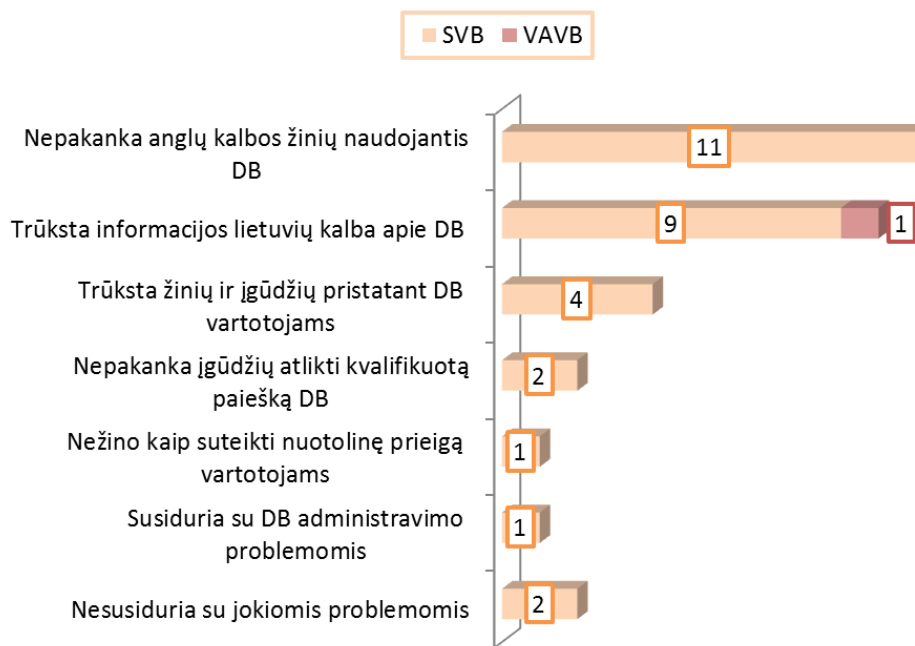 SVB VAVB
Nepakanka anglų kalbos žinių naudojantis
DB
11
Trūksta informacijos lietuvių kalba apie DB
9 1
Trūksta žinių ir įgūdžių pristatant DB
vartotojams
4
Nepakanka įgūdžių atlikti kvalifikuotą
paiešką DB
2
Nežino kaip suteikti nuotolinę prieigą
vartotojams
1
Susiduria su DB administravimo
problemomis
1
Nesusiduria su jokiomis problemomis
2